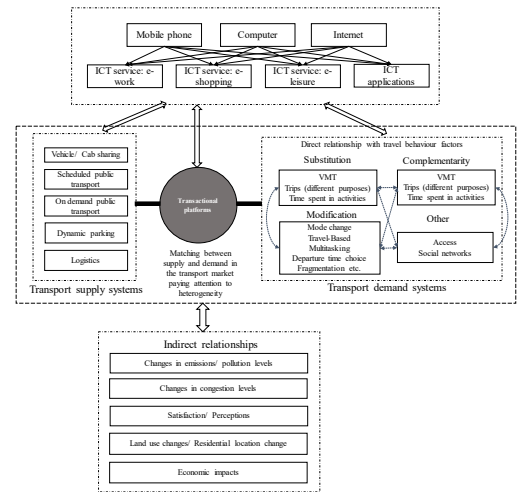 Mobile phone
Computer
Internet
ICT service: e-
work
ICT service: e-
shopping
ICT service: e-
leisure
ICT
applications
Vehicle/ Cab sharing
Scheduled public
transport
On demand public
transport
Dynamic parking
Logistics
Transport supply systems
Transactional
platforms
Matching between
supply and demand in
the transport market
paying attention to
heterogeneity
Direct relationship with travel behaviour factors
Substitution
VMT
Trips (different purposes)
Time spent in activities
Complementarity
VMT
Trips (different purposes)
Time spent in activities
Modification
Mode change
Travel-Based
Multitasking
Departure time choice
Fragmentation etc.
Other
Access
Social networks
Transport demand systems
Indirect relationships
Changes in emissions/ pollution levels
Changes in congestion levels
Satisfaction/ Perceptions
Land use changes/ Residential location change
Economic impacts